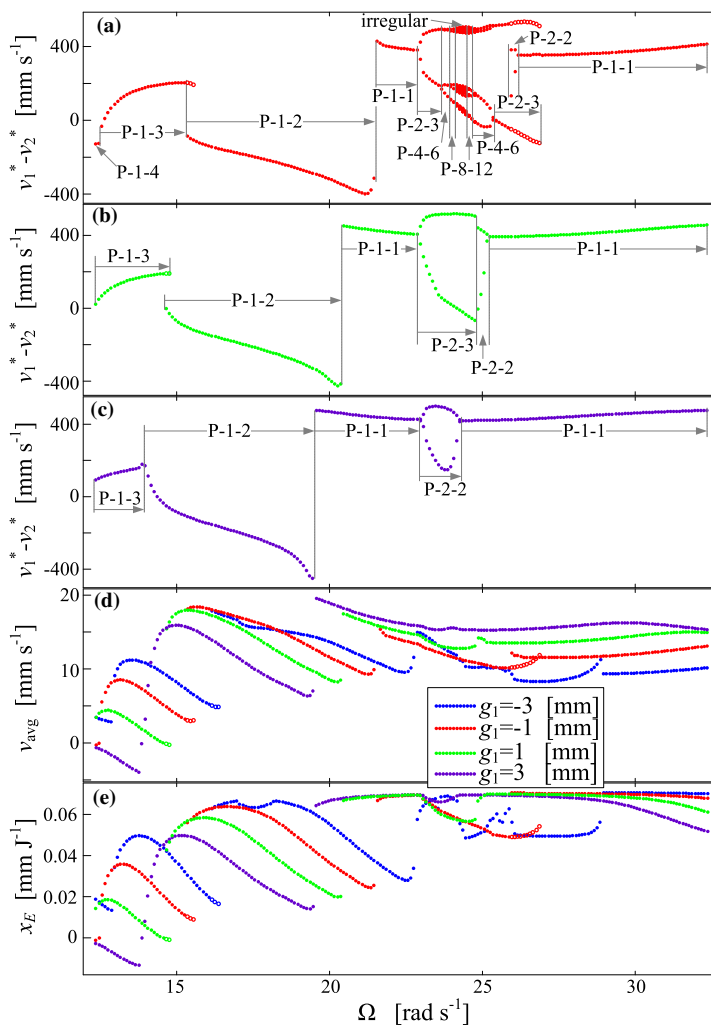 (a)
irregular
400
0
-400
v₁*-v₂* [mm s⁻¹]
P-1-4
P-1-3
P-1-2
P-1-1
P-2-3
P-4-6
P-8-12
P-4-6
P-2-3
P-2-2
P-1-1
(b)
400
0
-400
v₁*-v₂* [mm s⁻¹]
P-1-3
P-1-2
P-1-1
P-2-3
P-2-2
P-1-1
(c)
400
0
-400
v₁*-v₂* [mm s⁻¹]
P-1-3
P-1-2
P-1-1
P-2-2
P-1-1
(d)
20
10
0
v_avg [mm s⁻¹]
g₁=-3 [mm]
g₁=-1 [mm]
g₁=1 [mm]
g₁=3 [mm]
(e)
0.06
0.04
0.02
0
x_E [mm J⁻¹]
15 20 25 30
Ω [rad s⁻¹]